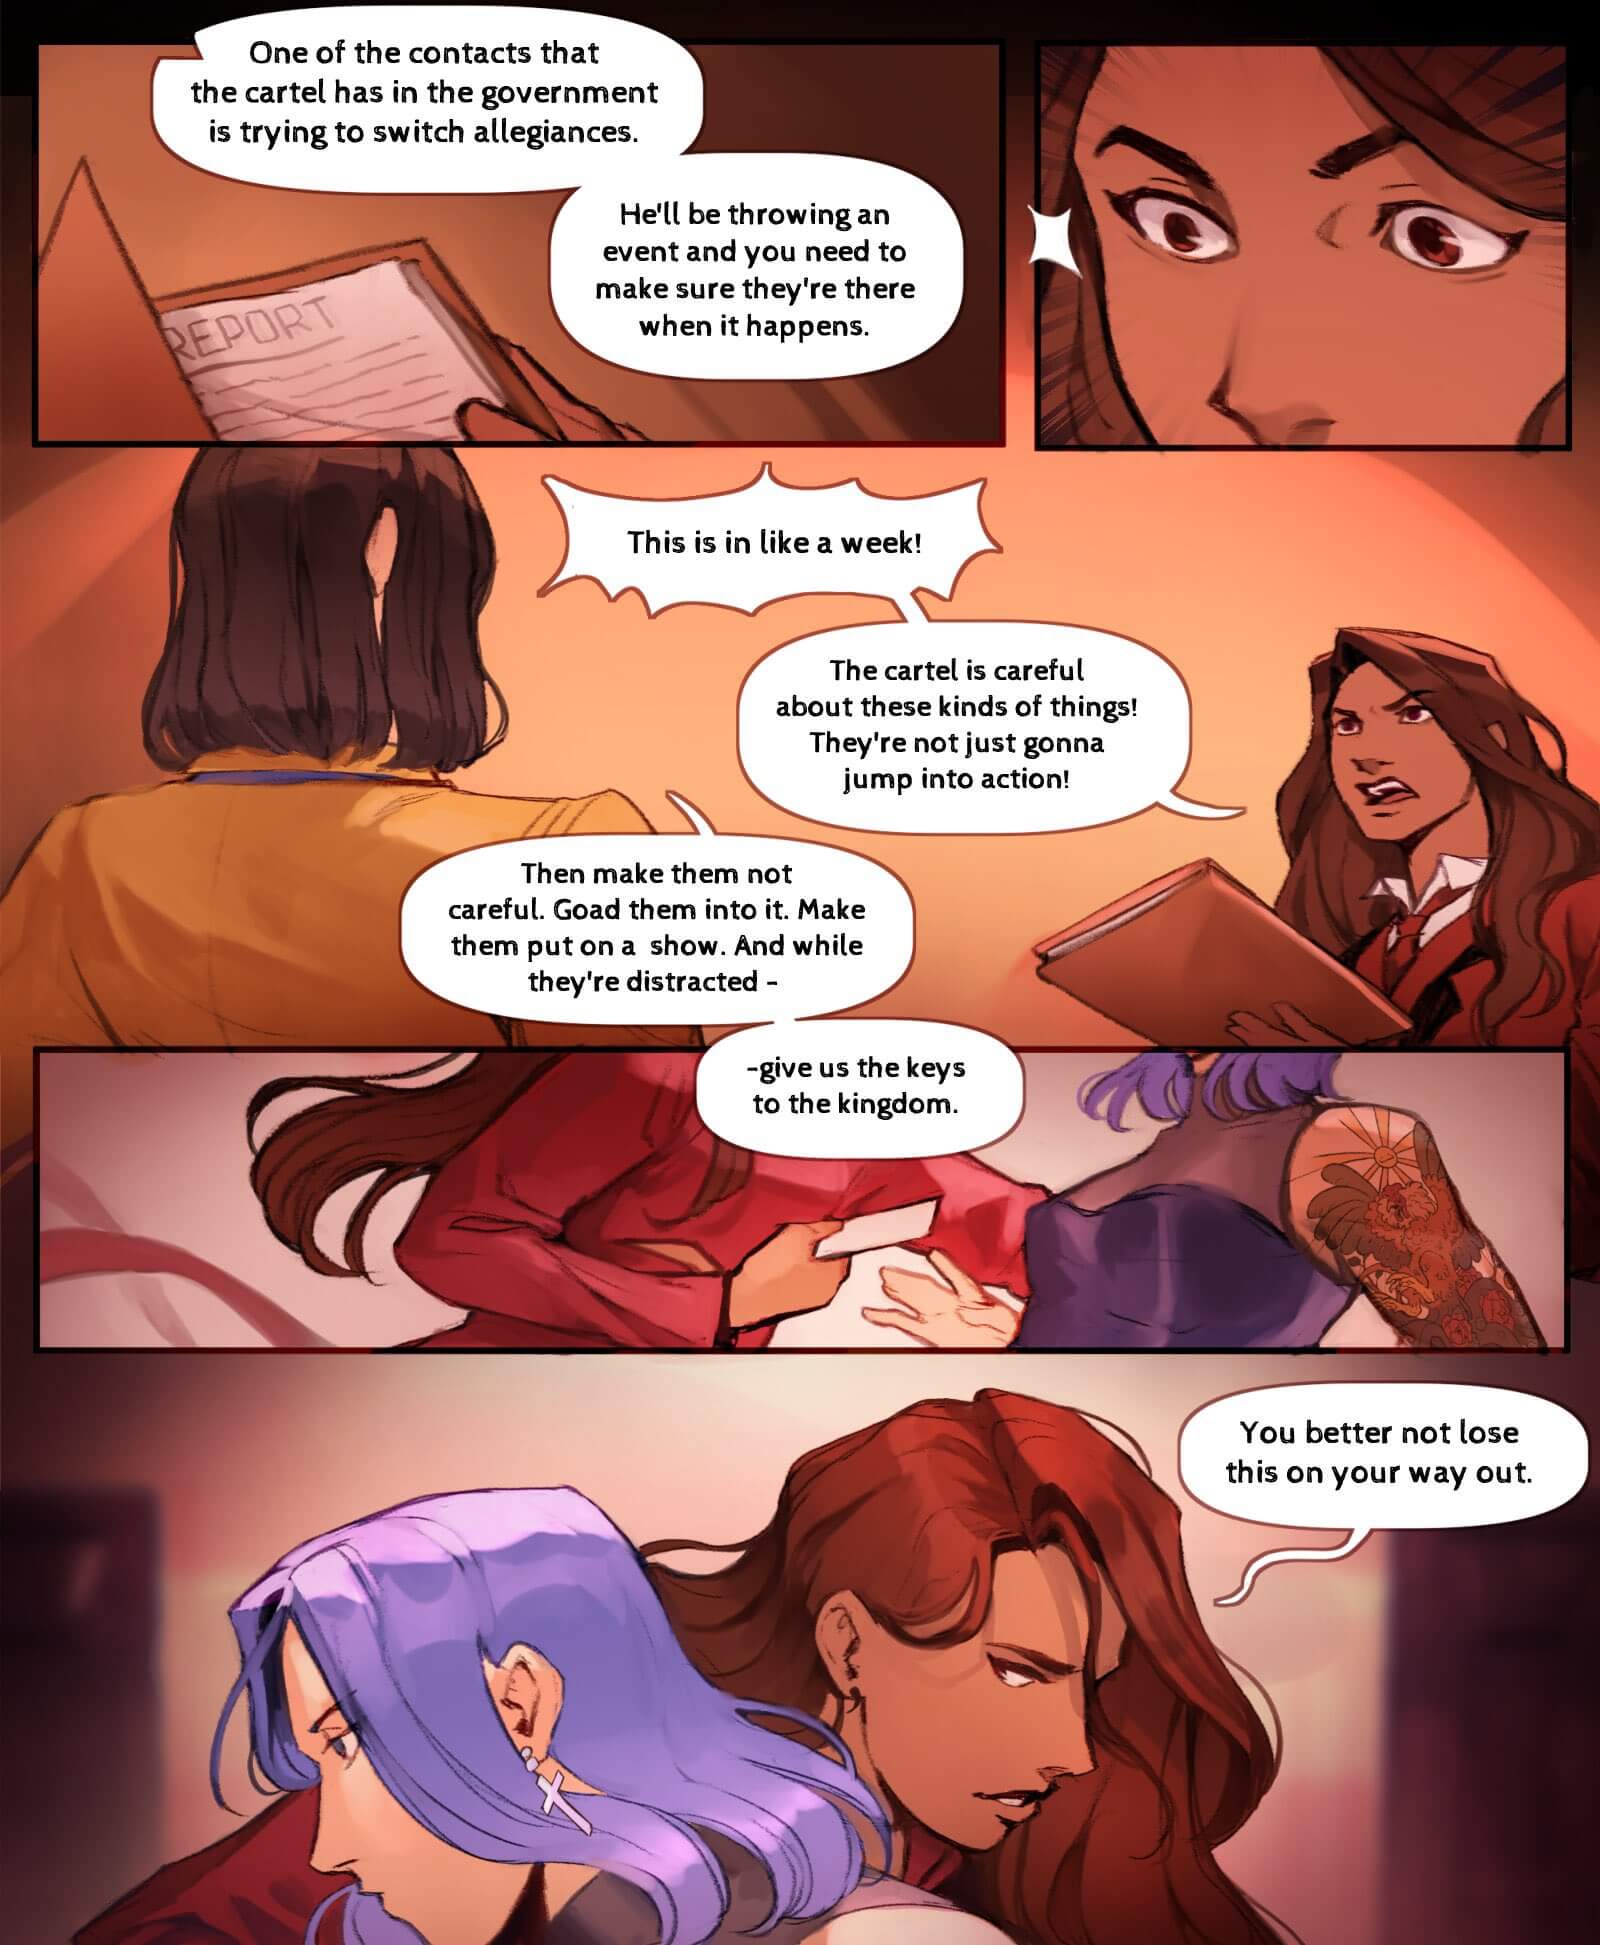 One of the contacts that
the cartel has in the government
is trying to switch allegiances.
He'll be throwing an
event and you need to
make sure they're there
when it happens.
REPORT
This is in like a week!
The cartel is careful
about these kinds of things!
They're not just gonna
jump into action!
Then make them not
careful. Goad them into it. Make
them put on a show. And while
they're distracted -
-give us the keys
to the kingdom.
You better not lose
this on your way out.